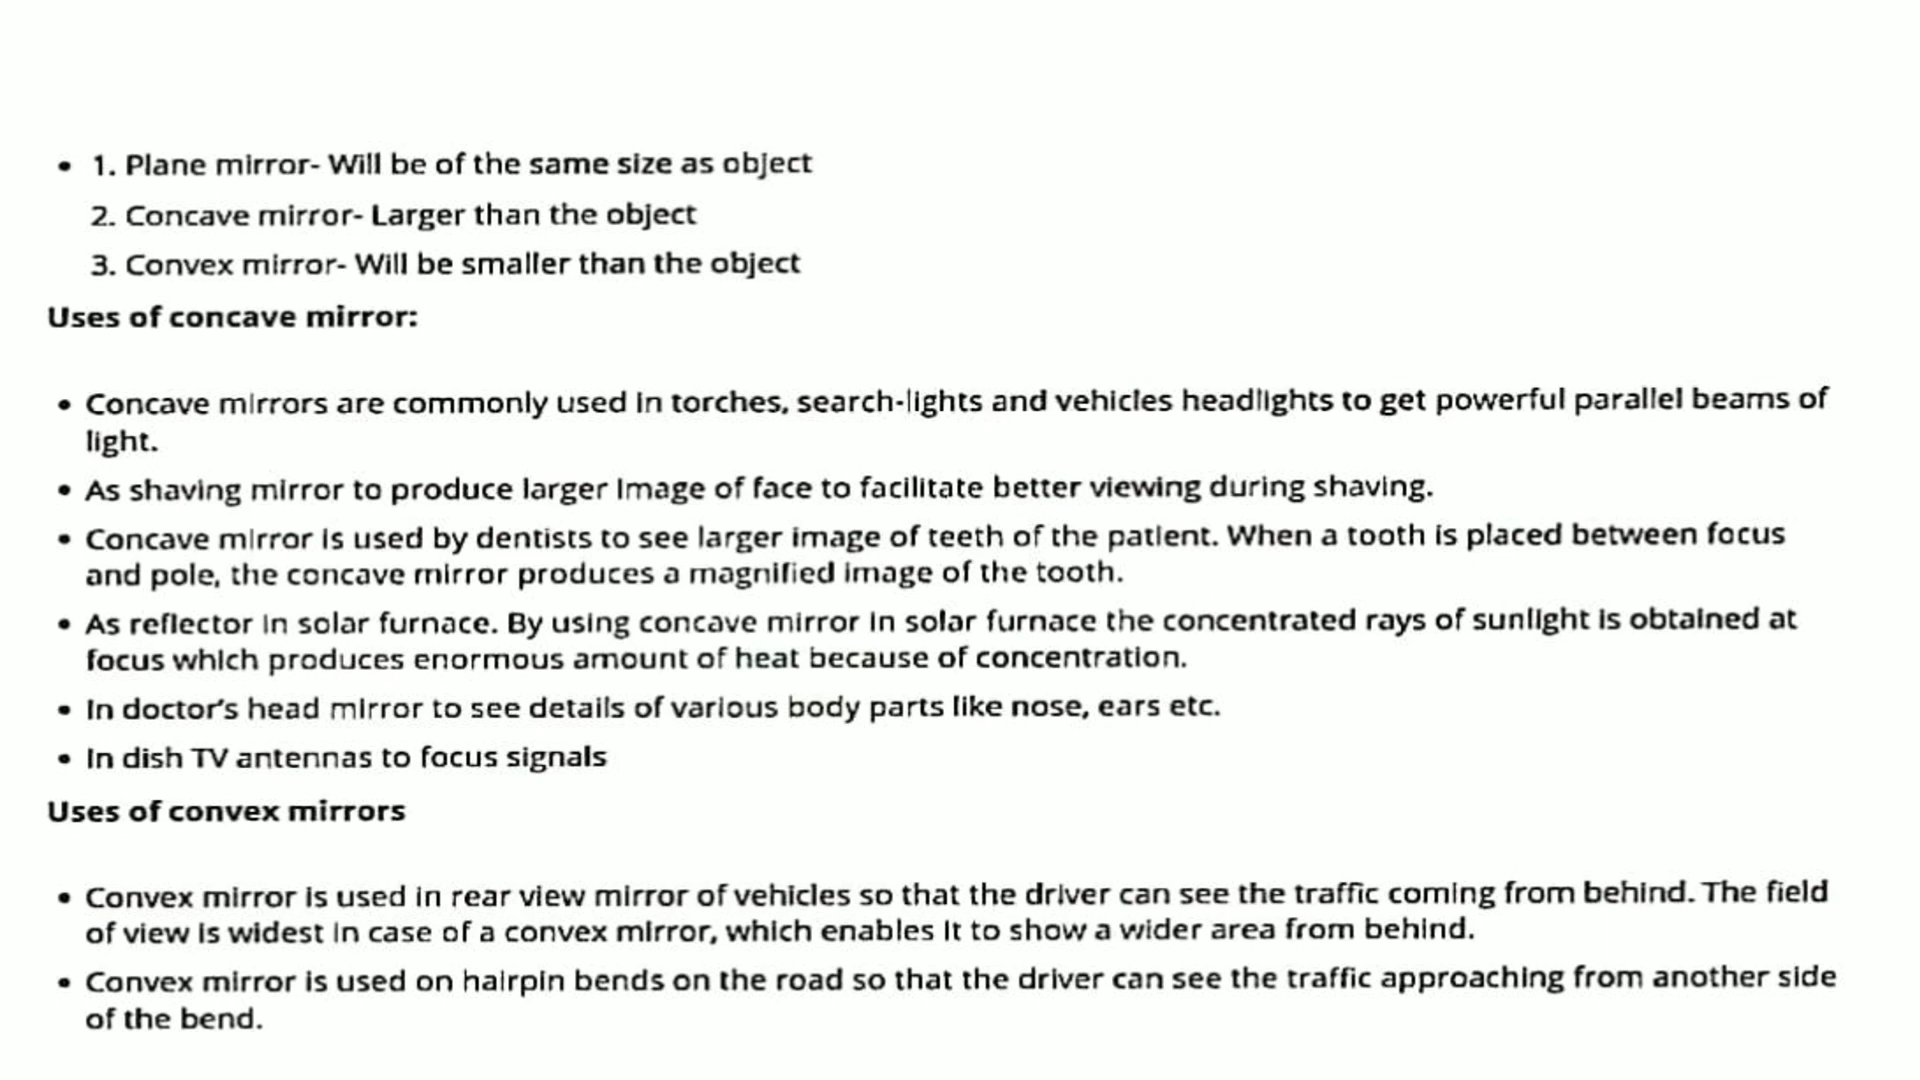 • 1. Plane mirror- Will be of the same size as object
2. Concave mirror- Larger than the object
3. Convex mirror- Will be smaller than the object
Uses of concave mirror:
• Concave mirrors are commonly used in torches, search-lights and vehicles headlights to get powerful parallel beams of
light.
• As shaving mirror to produce larger image of face to facilitate better viewing during shaving.
• Concave mirror is used by dentists to see larger image of teeth of the patient. When a tooth is placed between focus
and pole, the concave mirror produces a magnified image of the tooth.
• As reflector in solar furnace. By using concave mirror in solar furnace the concentrated rays of sunlight is obtained at
focus which produces enormous amount of heat because of concentration.
• In doctor's head mirror to see details of various body parts like nose, ears etc.
• In dish TV antennas to focus signals
Uses of convex mirrors
• Convex mirror is used in rear view mirror of vehicles so that the driver can see the traffic coming from behind. The field
of view is widest in case of a convex mirror, which enables it to show a wider area from behind.
• Convex mirror is used on hairpin bends on the road so that the driver can see the traffic approaching from another side
of the bend.